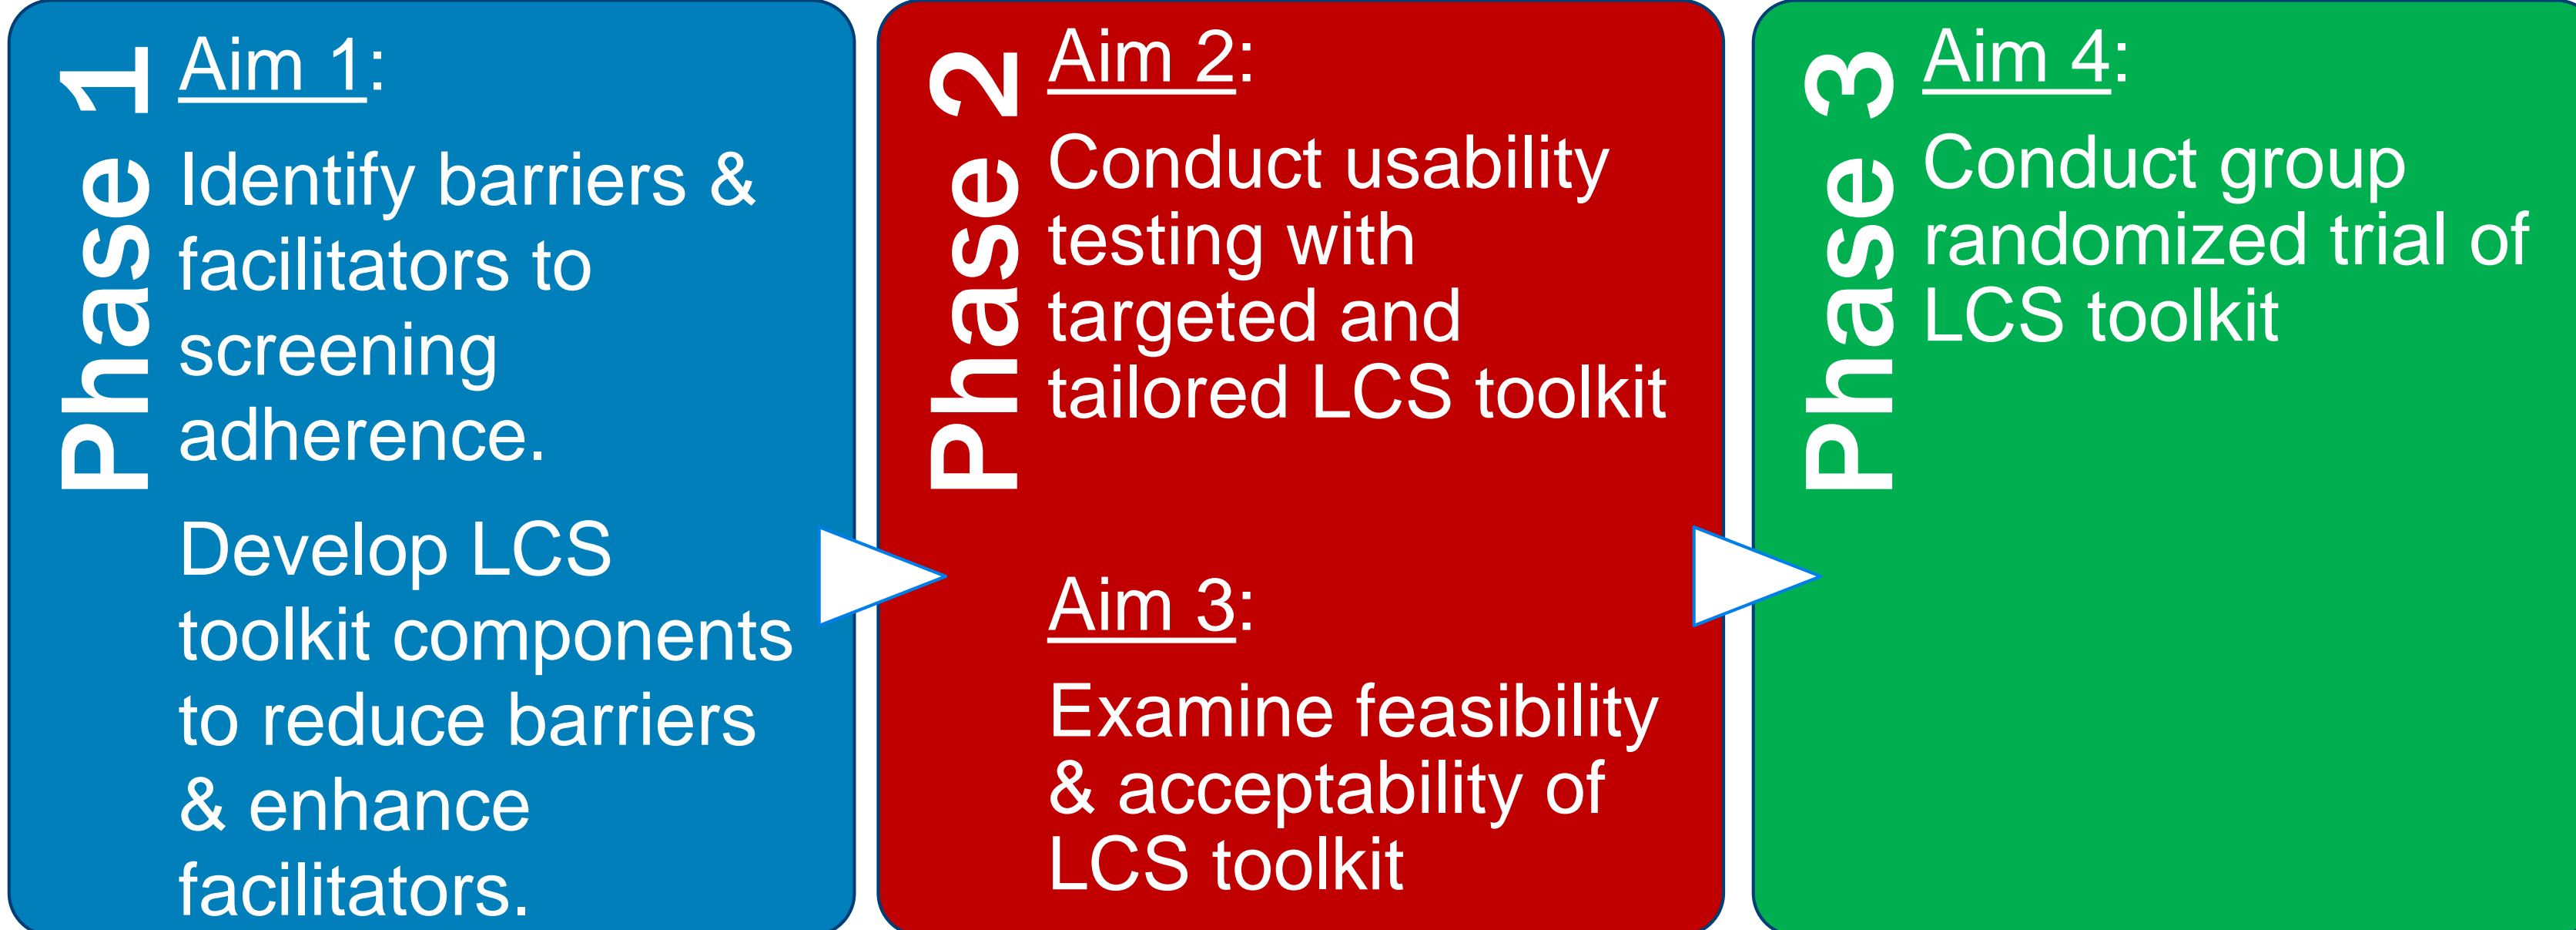 Phase 1
Aim 1:
Identify barriers &
facilitators to
screening
adherence.
Develop LCS
toolkit components
to reduce barriers
& enhance
facilitators.
Phase 2
Aim 2:
Conduct usability
testing with
targeted and
tailored LCS toolkit
Aim 3:
Examine feasibility
& acceptability of
LCS toolkit
Phase 3
Aim 4:
Conduct group
randomized trial of
LCS toolkit